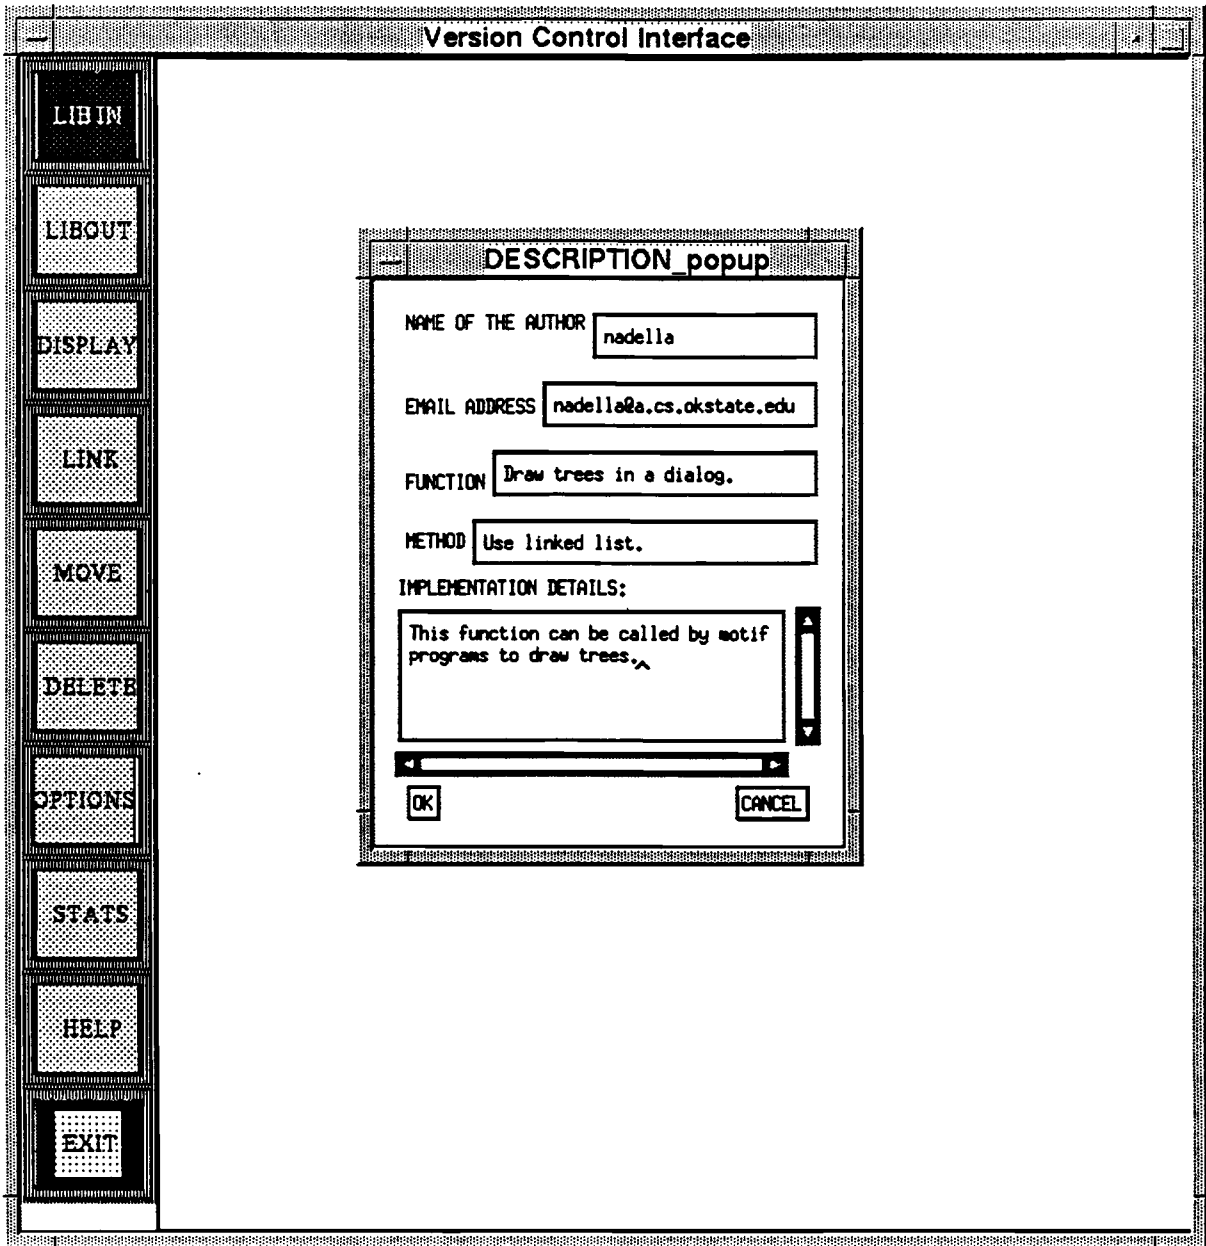 Version Control Interface
LIBIN
LIBOUT
DISPLAY
LINK
MOVE
DELETE
OPTIONS
STATS
HELP
EXIT
DESCRIPTION_popup
NAME OF THE AUTHOR nadella
EMAIL ADDRESS nadella@a.cs.okstate.edu
FUNCTION Draw trees in a dialog.
METHOD Use linked list.
IMPLEMENTATION DETAILS:
This function can be called by motif
programs to draw trees.
OK CANCEL